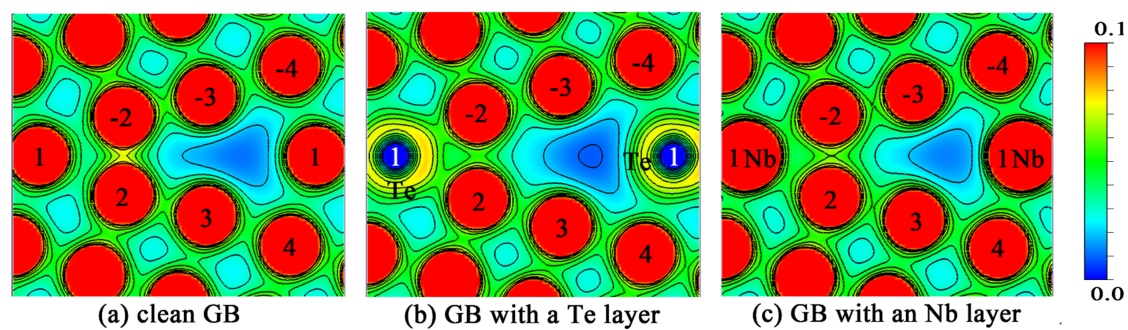 0.1
-4 -4 -4
-3 -3 -3
-2 -2 -2
1 1 1 Te 1 1Nb 1Nb
Te
2 2 2
3 3 3
4 4 4
0.0
(a) clean GB (b) GB with a Te layer (c) GB with an Nb layer